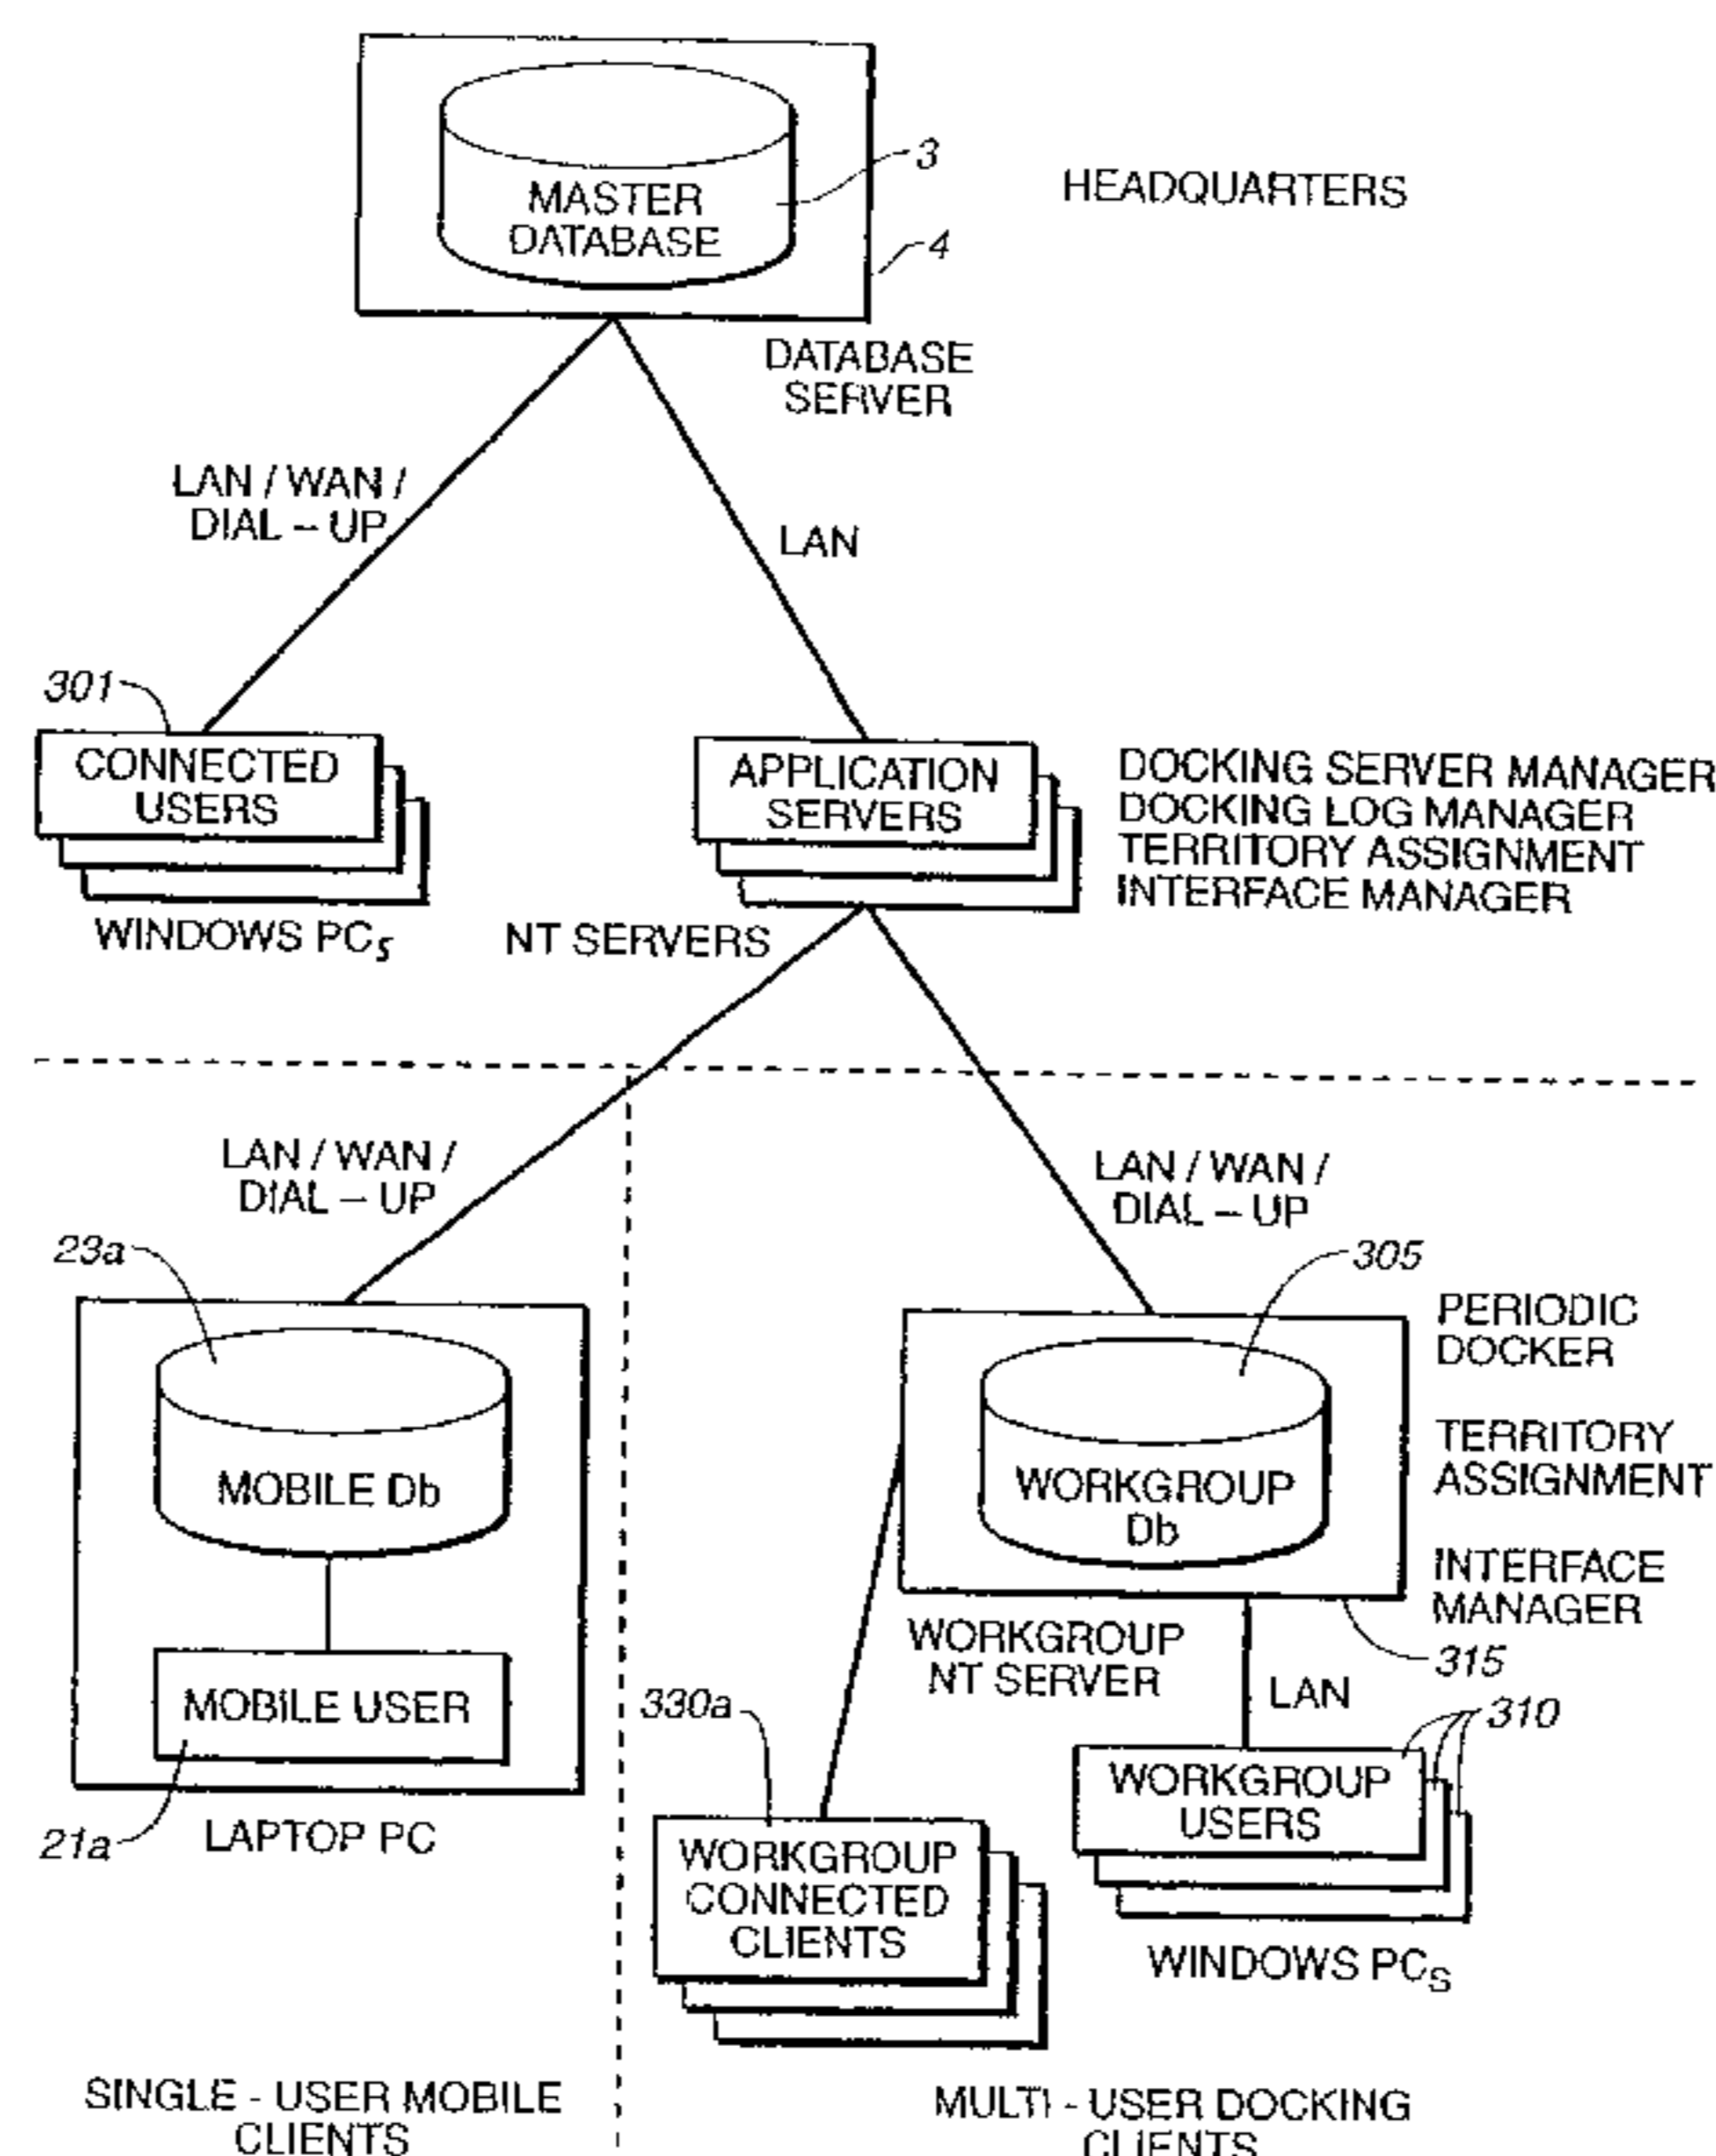 MASTER
DATABASE
3
4
HEADQUARTERS
DATABASE
SERVER
LAN / WAN /
DIAL – UP
LAN
301
CONNECTED
USERS
WINDOWS PCs
APPLICATION
SERVERS
NT SERVERS
DOCKING SERVER MANAGER
DOCKING LOG MANAGER
TERRITORY ASSIGNMENT
INTERFACE MANAGER
LAN / WAN /
DIAL – UP
23a
MOBILE Db
MOBILE USER
21a
LAPTOP PC
SINGLE - USER MOBILE
CLIENTS
LAN / WAN /
DIAL – UP
305
WORKGROUP
Db
PERIODIC
DOCKER
TERRITORY
ASSIGNMENT
INTERFACE
MANAGER
315
WORKGROUP
NT SERVER
LAN
330a
WORKGROUP
CONNECTED
CLIENTS
310
WORKGROUP
USERS
WINDOWS PCS
MULTI - USER DOCKING
CLIENTS